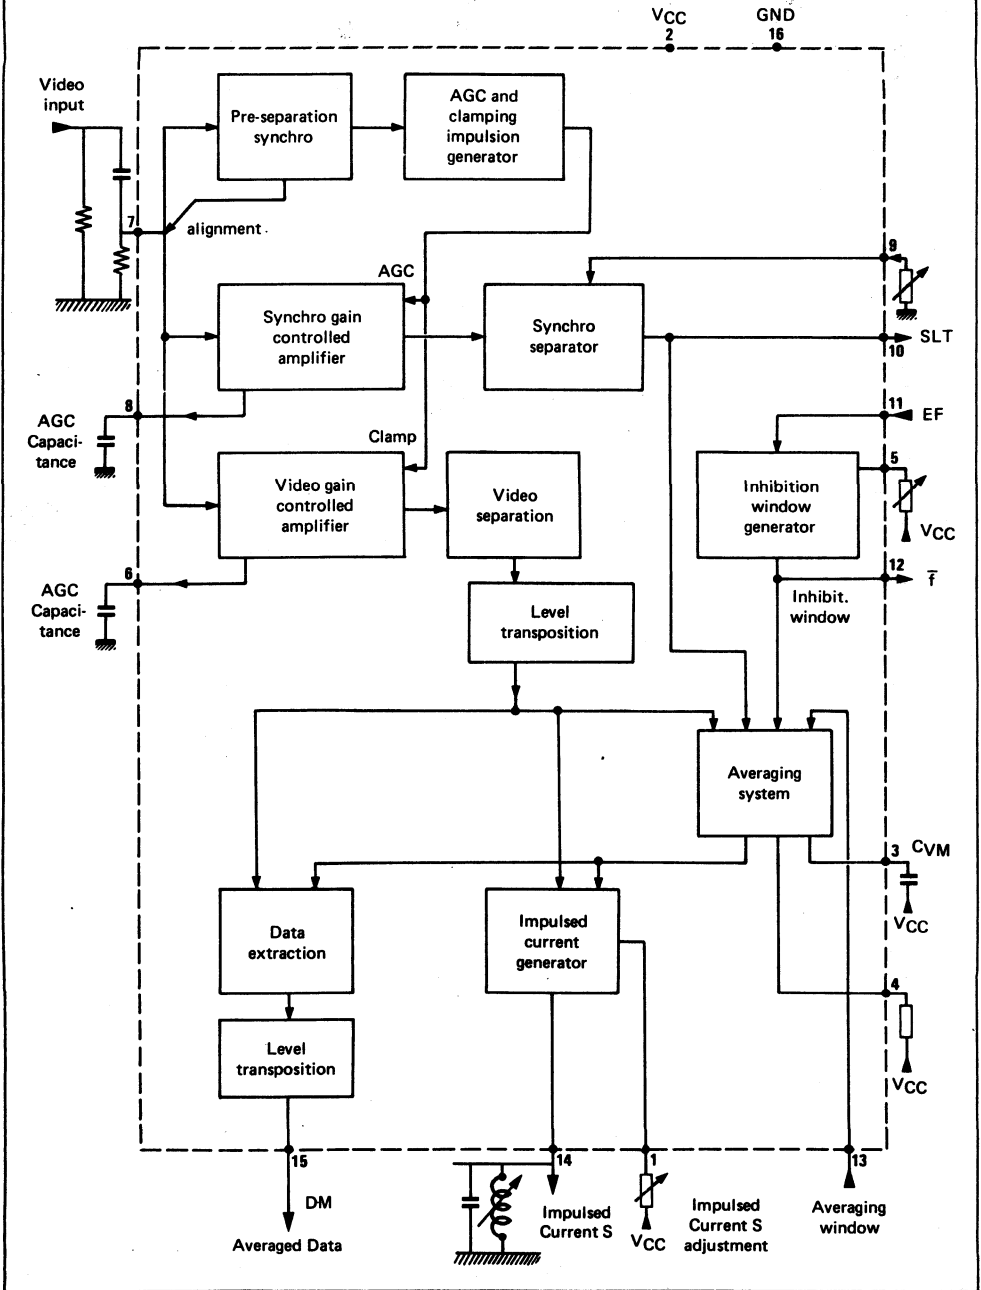 VCC
2
GND
16
Video
input
Pre-separation
synchro
AGC and
clamping
impulsion
generator
7
alignment.
9
AGC
Synchro gain
controlled
amplifier
Synchro
separator
SLT
10
8
AGC
Capaci-
tance
11
EF
Clamp
5
Video gain
controlled
amplifier
Video
separation
Inhibition
window
generator
VCC
6
AGC
Capaci-
tance
12
f̅
Inhibit.
window
Level
transposition
Averaging
system
3
CVM
VCC
Data
extraction
Impulsed
current
generator
4
VCC
Level
transposition
15
14
1
13
DM
Averaged Data
Impulsed
Current S
VCC
Impulsed
Current S
adjustment
Averaging
window